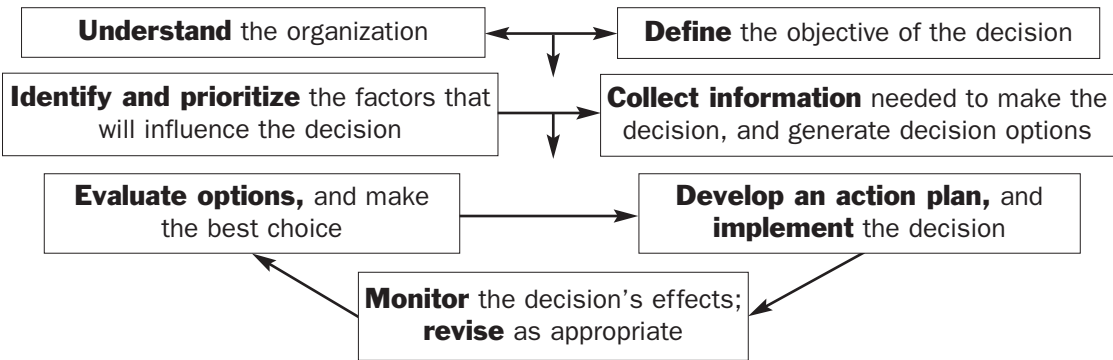 Understand the organization
Define the objective of the decision
Identify and prioritize the factors that
will influence the decision
Collect information needed to make the
decision, and generate decision options
Evaluate options, and make
the best choice
Develop an action plan, and
implement the decision
Monitor the decision’s effects;
revise as appropriate